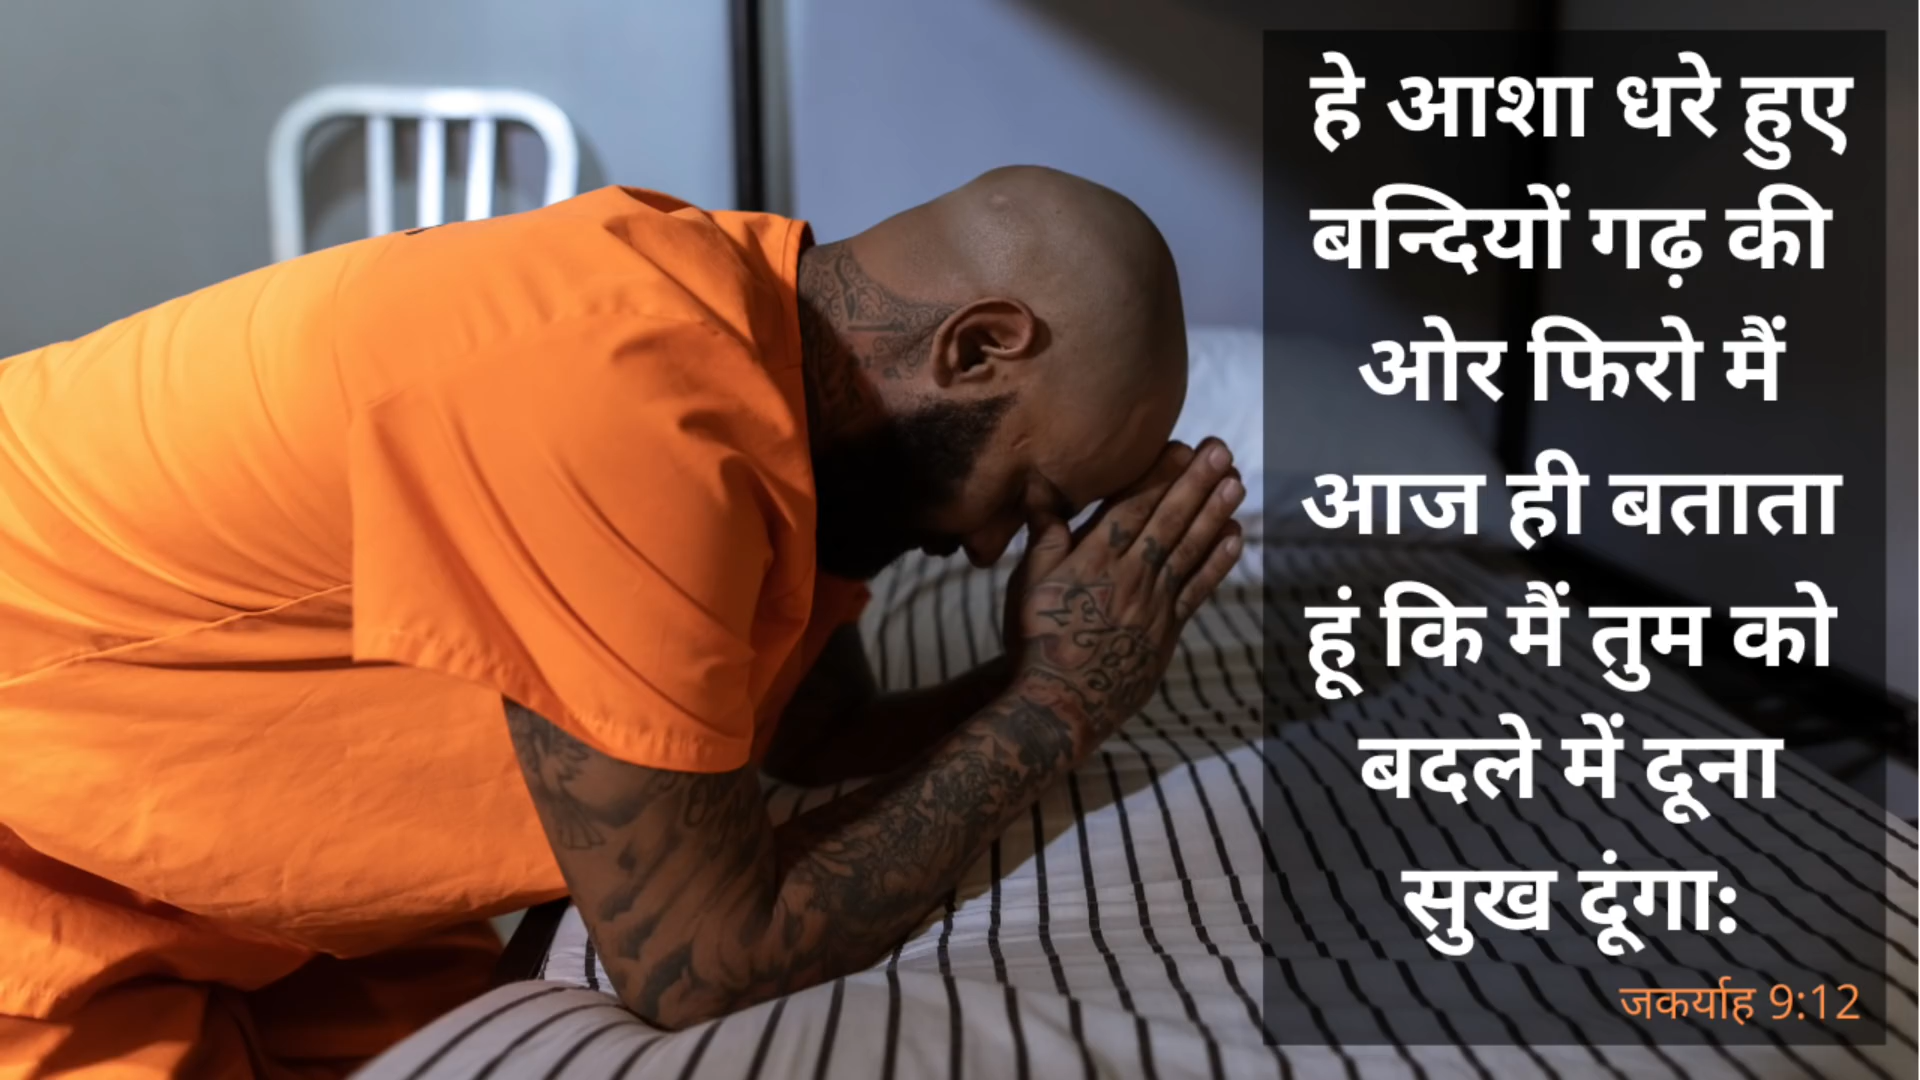 हे आशा धरे हुए
बन्दियों गढ़ की
ओर फिरो मैं
आज ही बताता
हूं कि मैं तुम को
बदले में दूना
सुख दूंगा:
जकर्याह 9:12